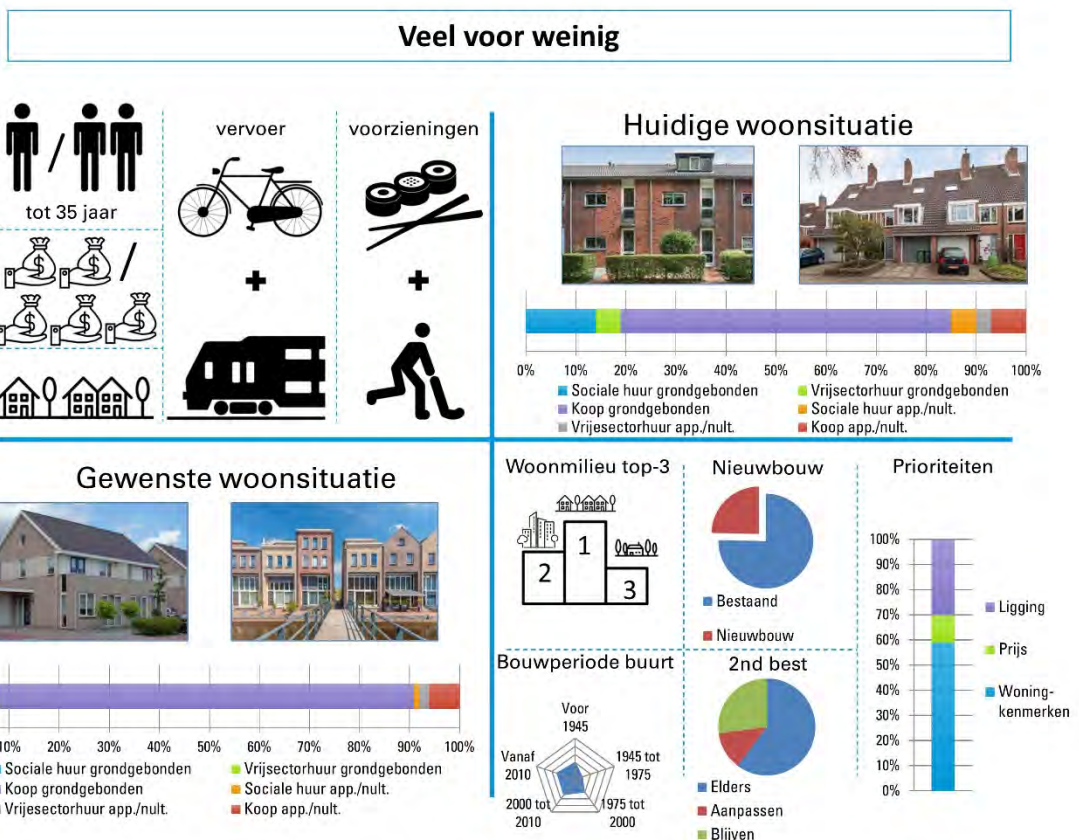 Veel voor weinig
tot 35 jaar
vervoer
+
voorzieningen
+
Huidige woonsituatie
0% 10% 20% 30% 40% 50% 60% 70% 80% 90% 100%
Sociale huur grondgebonden
Vrijsectorhuur grondgebonden
Koop grondgebonden
Sociale huur app./nult.
Vrijesectorhuur app./nult.
Koop app./nult.
Gewenste woonsituatie
10% 20% 30% 40% 50% 60% 70% 80% 90% 100%
Sociale huur grondgebonden
Vrijsectorhuur grondgebonden
Koop grondgebonden
Sociale huur app./nult.
Vrijesectorhuur app./nult.
Koop app./nult.
Woonmilieu top-3
1
2
3
Nieuwbouw
Bestaand
Nieuwbouw
Bouwperiode buurt
Voor
1945
1945 tot
1975
1975 tot
2000
2000 tot
2010
Vanaf
2010
2nd best
Elders
Aanpassen
Blijven
Prioriteiten
100%
90%
80%
70%
60%
50%
40%
30%
20%
10%
0%
Ligging
Prijs
Woning-
kenmerken